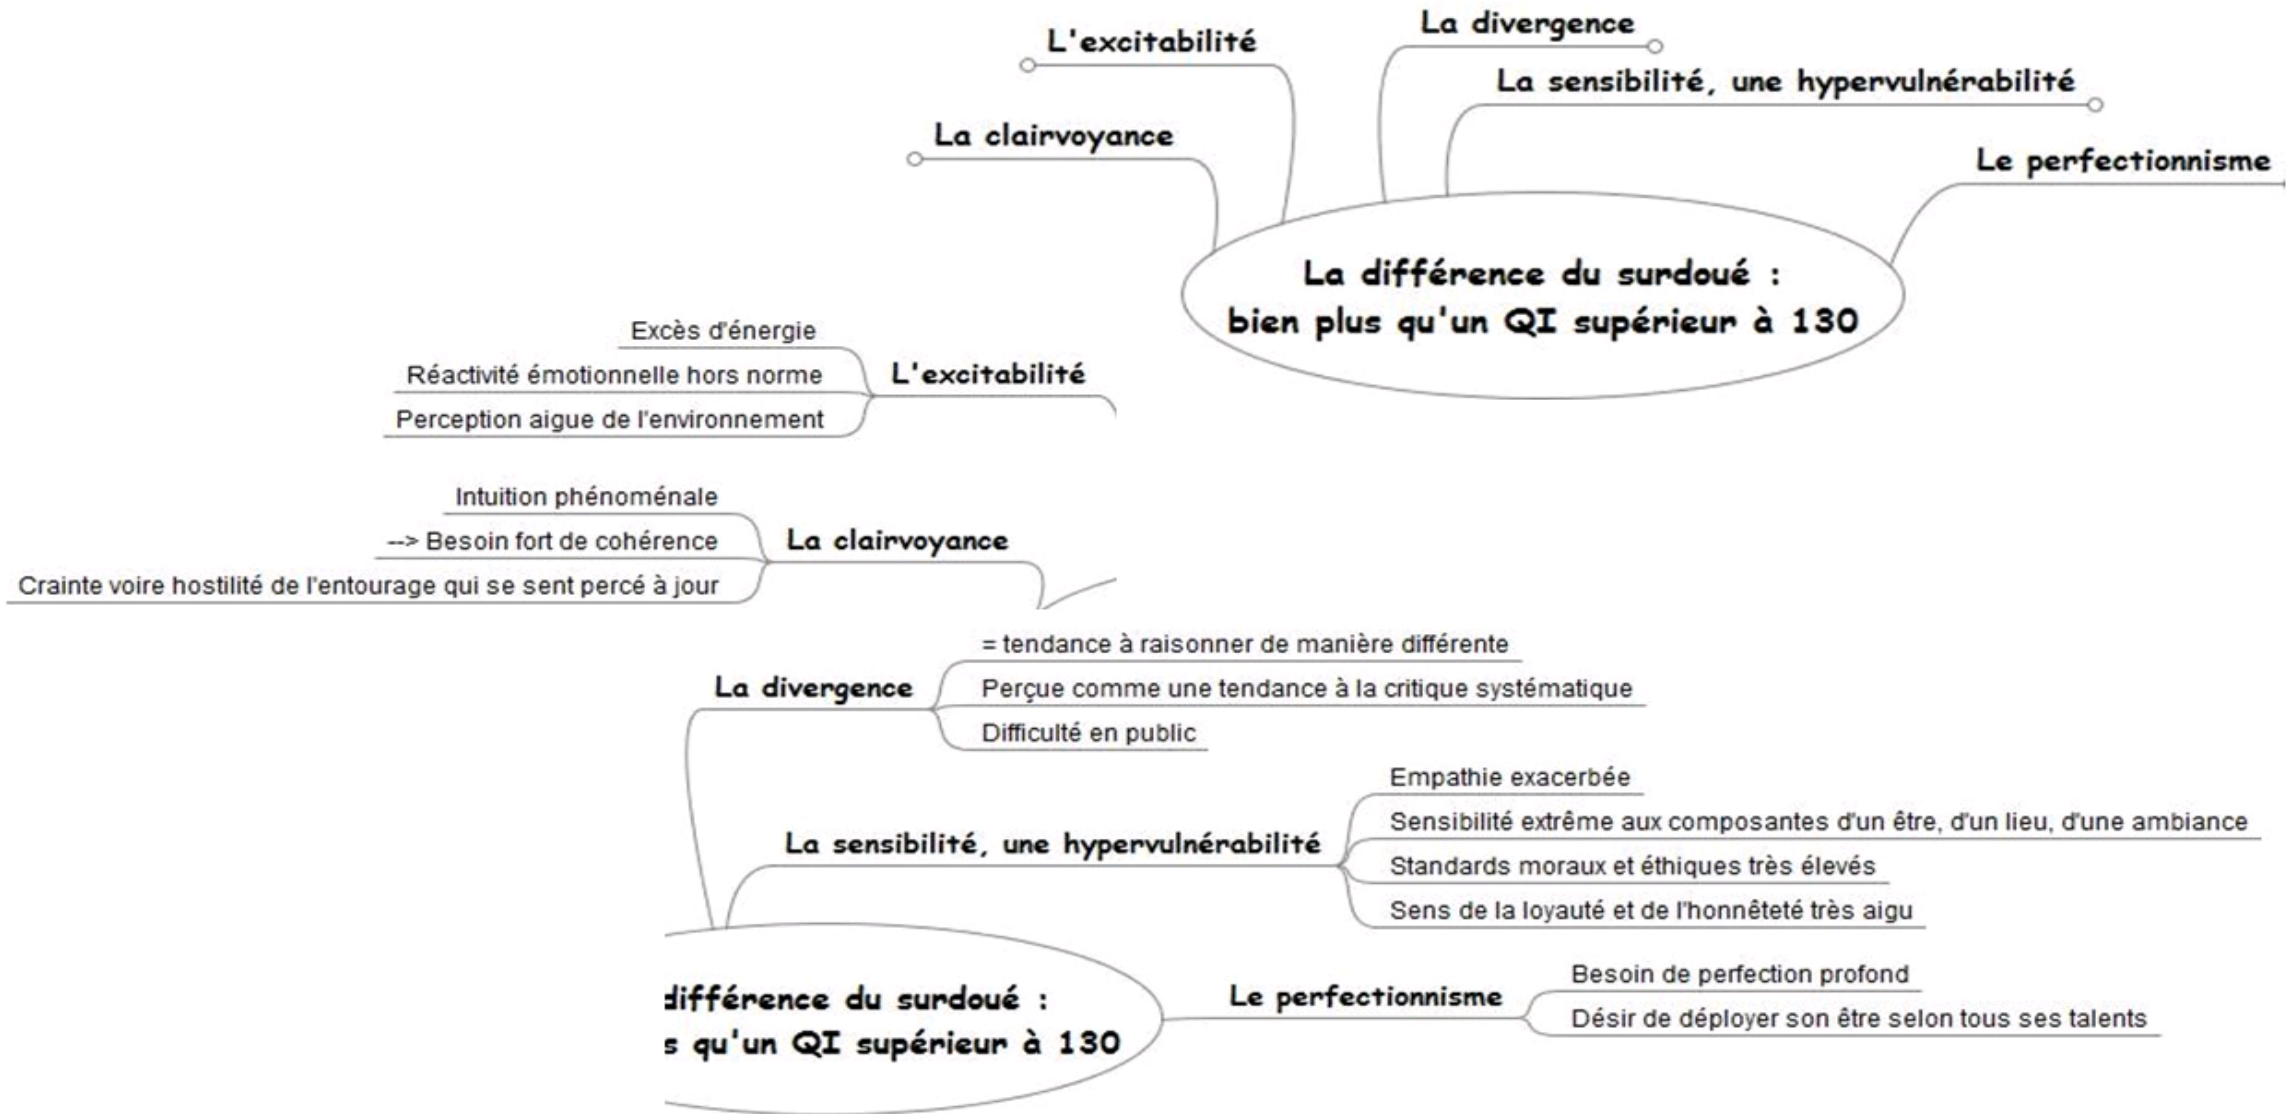 La divergence
L'excitabilité
La sensibilité, une hypervulnérabilité
La clairvoyance
Le perfectionnisme
La différence du surdoué :
bien plus qu'un QI supérieur à 130
Excès d'énergie
Réactivité émotionnelle hors norme
L'excitabilité
Perception aigue de l'environnement
Intuition phénoménale
--> Besoin fort de cohérence
La clairvoyance
Crainte voire hostilité de l'entourage qui se sent percé à jour
= tendance à raisonner de manière différente
La divergence
Perçue comme une tendance à la critique systématique
Difficulté en public
Empathie exacerbée
Sensibilité extrême aux composantes d'un être, d'un lieu, d'une ambiance
La sensibilité, une hypervulnérabilité
Standards moraux et éthiques très élevés
Sens de la loyauté et de l'honnêteté très aigu
différence du surdoué :
s qu'un QI supérieur à 130
Le perfectionnisme
Besoin de perfection profond
Désir de déployer son être selon tous ses talents